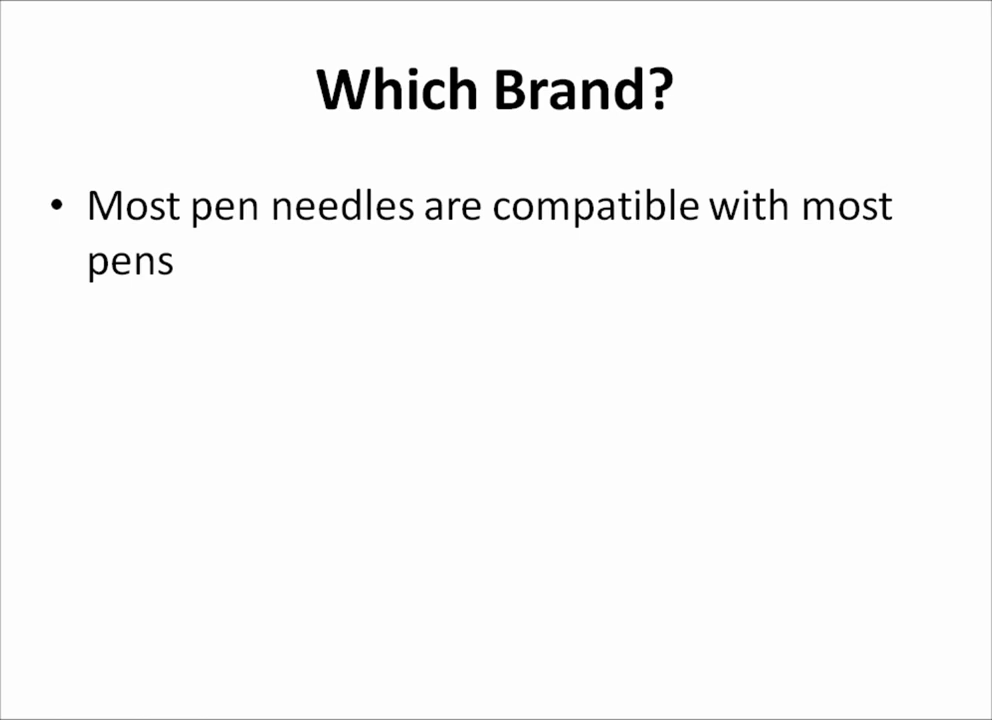 Which Brand?
• Most pen needles are compatible with most
pens